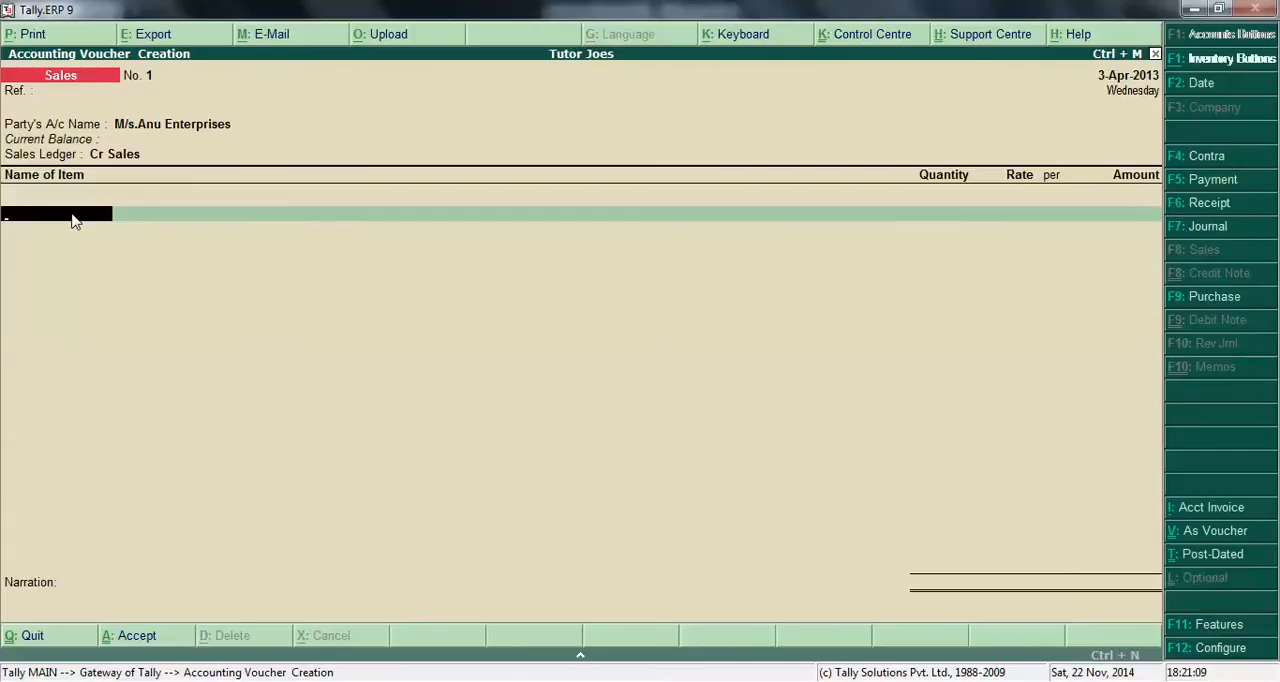 Tally.ERP 9
P: Print E: Export M: E-Mail O: Upload G: Language K: Keyboard K: Control Centre H: Support Centre H: Help
Accounting Voucher Creation Tutor Joes Ctrl + M
Sales No. 1 3-Apr-2013
Ref. : Wednesday
Party's A/c Name : M/s.Anu Enterprises
Current Balance :
Sales Ledger : Cr Sales
Name of Item Quantity Rate per Amount
Narration:
Q: Quit A: Accept D: Delete X: Cancel
Ctrl + N
Tally MAIN --> Gateway of Tally --> Accounting Voucher Creation (c) Tally Solutions Pvt. Ltd., 1988-2009 Sat, 22 Nov, 2014 18:21:09
F1: Accounts Buttons
F1: Inventory Buttons
F2: Date
F3: Company
F4: Contra
F5: Payment
F6: Receipt
F7: Journal
F8: Sales
F8: Credit Note
F9: Purchase
F9: Debit Note
F10: Rev Jrnl
F10: Memos
I: Acct Invoice
V: As Voucher
T: Post-Dated
L: Optional
F11: Features
F12: Configure